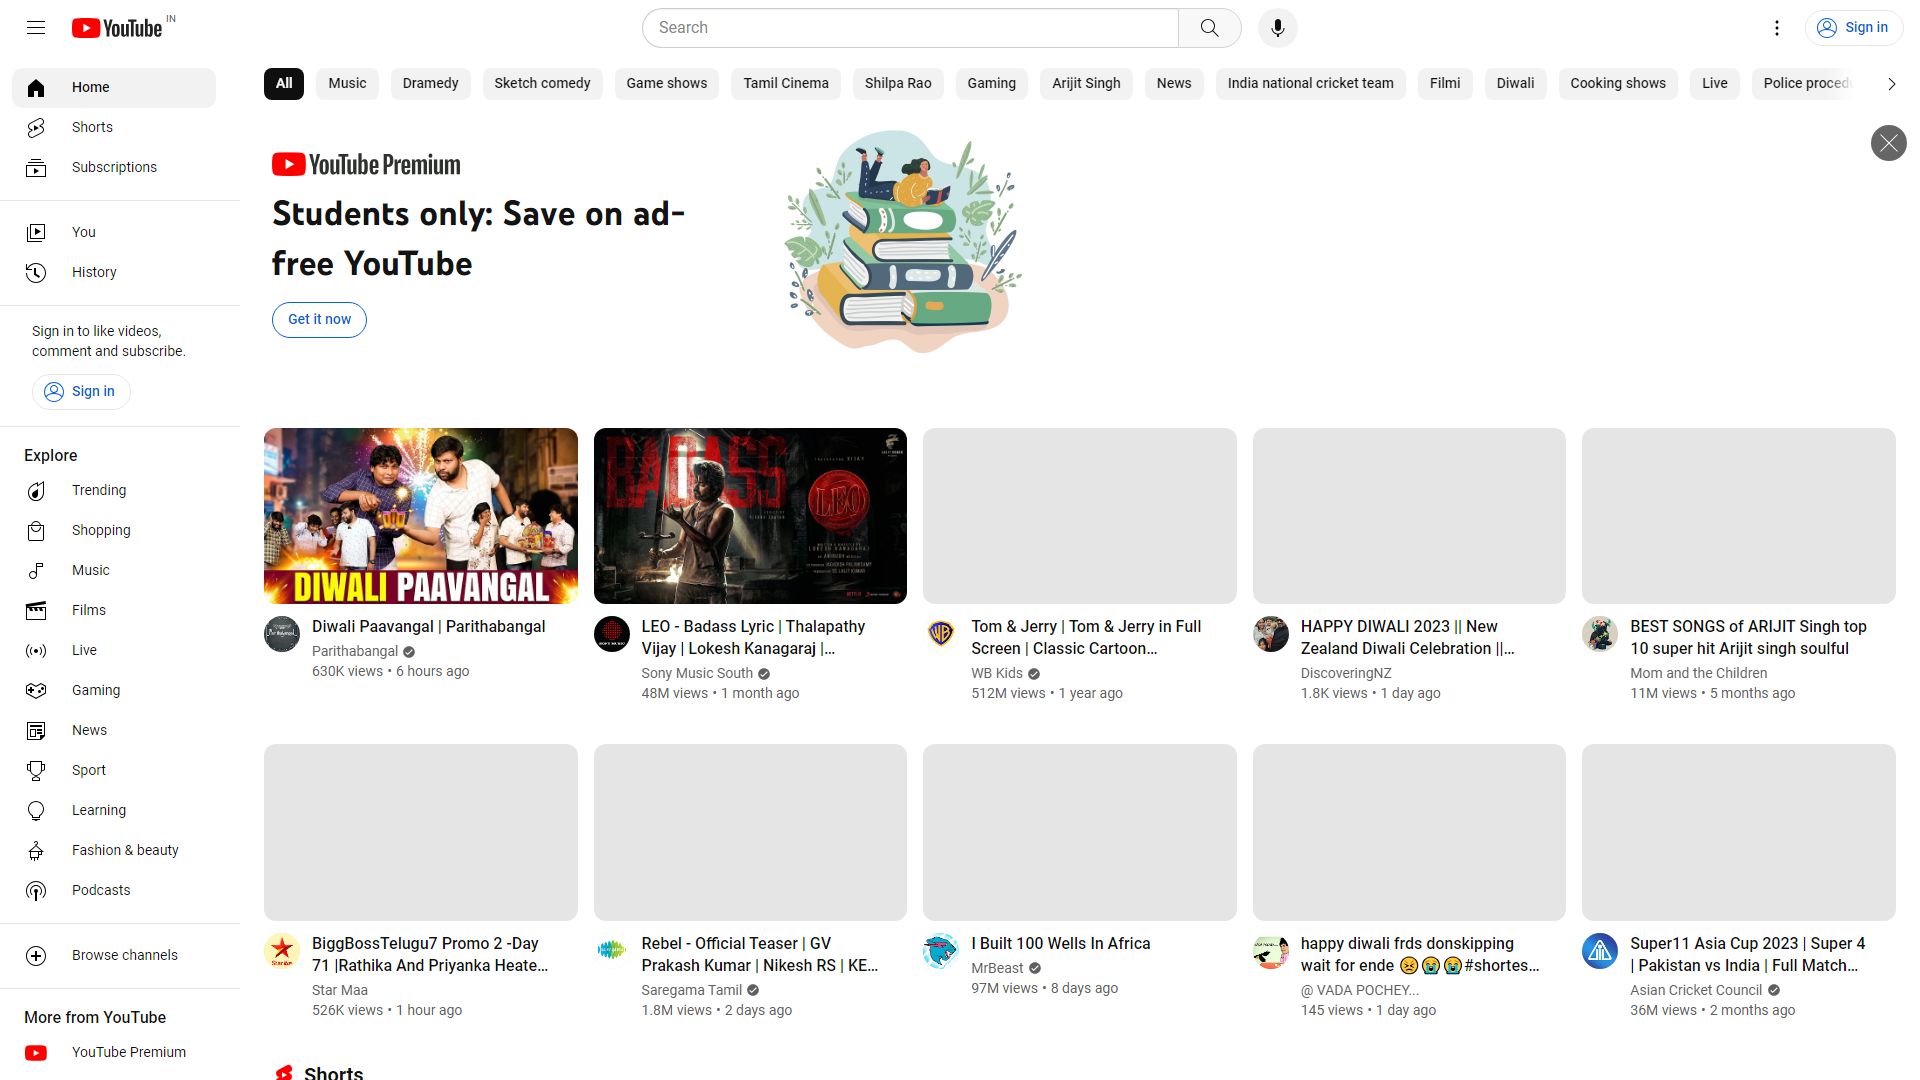 YouTube IN
Search
Sign in
Home
Shorts
Subscriptions
You
History
Sign in to like videos,
comment and subscribe.
Sign in
Explore
Trending
Shopping
Music
Films
Live
Gaming
News
Sport
Learning
Fashion & beauty
Podcasts
Browse channels
More from YouTube
YouTube Premium
All Music Dramedy Sketch comedy Game shows Tamil Cinema Shilpa Rao Gaming Arijit Singh News India national cricket team Filmi Diwali Cooking shows Live Police proced
YouTube Premium
Students only: Save on ad-
free YouTube
Get it now
DIWALI PAAVANGAL
Diwali Paavangal | Parithabangal
Parithabangal
630K views • 6 hours ago
BADASS
LEO
LEO - Badass Lyric | Thalapathy
Vijay | Lokesh Kanagaraj |...
Sony Music South
48M views • 1 month ago
Tom & Jerry | Tom & Jerry in Full
Screen | Classic Cartoon...
WB Kids
512M views • 1 year ago
HAPPY DIWALI 2023 || New
Zealand Diwali Celebration ||...
DiscoveringNZ
1.8K views • 1 day ago
BEST SONGS of ARIJIT Singh top
10 super hit Arijit singh soulful
Mom and the Children
11M views • 5 months ago
BiggBossTelugu7 Promo 2 -Day
71 |Rathika And Priyanka Heate...
Star Maa
526K views • 1 hour ago
Rebel - Official Teaser | GV
Prakash Kumar | Nikesh RS | KE...
Saregama Tamil
1.8M views • 2 days ago
I Built 100 Wells In Africa
MrBeast
97M views • 8 days ago
happy diwali frds donskipping
wait for ende 😣😭😭#shortes...
@ VADA POCHEY...
145 views • 1 day ago
Super11 Asia Cup 2023 | Super 4
| Pakistan vs India | Full Match...
Asian Cricket Council
36M views • 2 months ago
Shorts